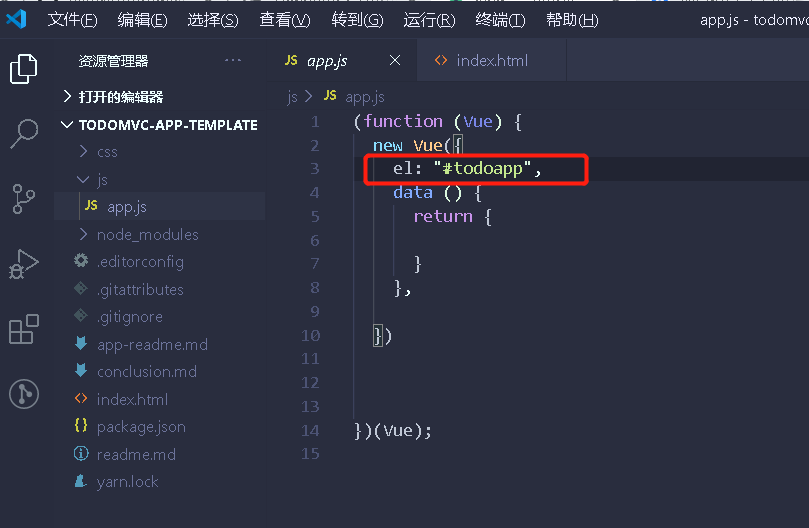 文件(F) 编辑(E) 选择(S) 查看(V) 转到(G) 运行(R) 终端(T) 帮助(H) app.js - todomvc
资源管理器 ···
打开的编辑器
TODOMVC-APP-TEMPLATE
css
js
JS app.js
node_modules
.editorconfig
.gitattributes
.gitignore
app-readme.md
conclusion.md
index.html
package.json
readme.md
yarn.lock
JS app.js × <> index.html
js > JS app.js
1 (function (Vue) {
2 new Vue({
3 el: "#todoapp",
4 data () {
5 return {
6
7 }
8 },
9
10 })
11
12
13
14 })(Vue);
15